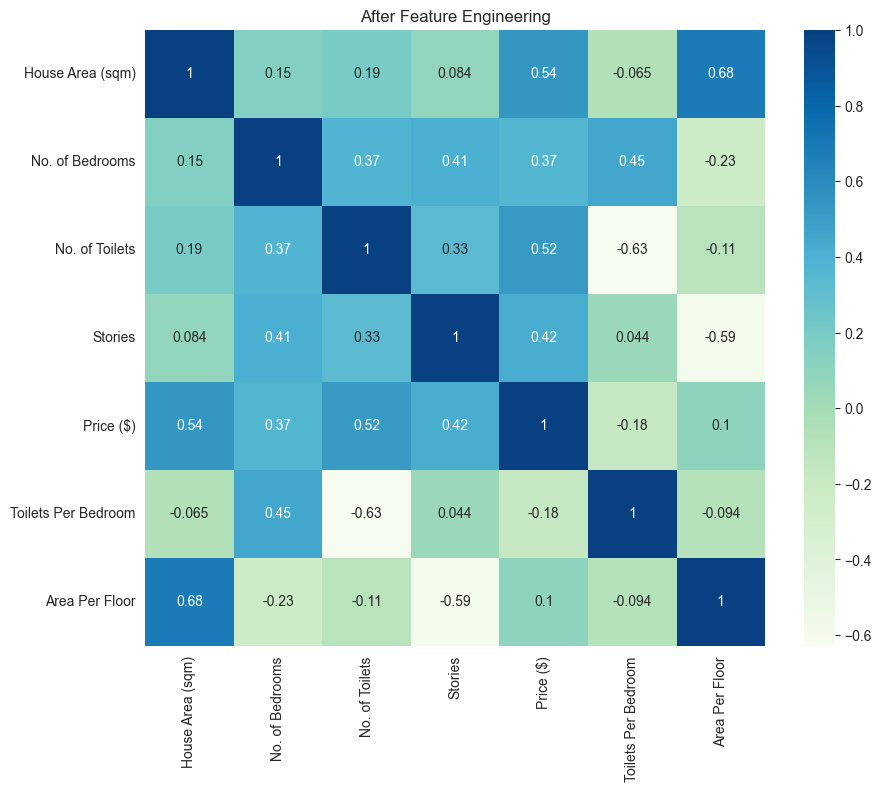 After Feature Engineering
House Area (sqm) 1 0.15 0.19 0.084 0.54 -0.065 0.68
No. of Bedrooms 0.15 1 0.37 0.41 0.37 0.45 -0.23
No. of Toilets 0.19 0.37 1 0.33 0.52 -0.63 -0.11
Stories 0.084 0.41 0.33 1 0.42 0.044 -0.59
Price ($) 0.54 0.37 0.52 0.42 1 -0.18 0.1
Toilets Per Bedroom -0.065 0.45 -0.63 0.044 -0.18 1 -0.094
Area Per Floor 0.68 -0.23 -0.11 -0.59 0.1 -0.094 1
House Area (sqm)
No. of Bedrooms
No. of Toilets
Stories
Price ($)
Toilets Per Bedroom
Area Per Floor
1.0
0.8
0.6
0.4
0.2
0.0
−0.2
−0.4
−0.6